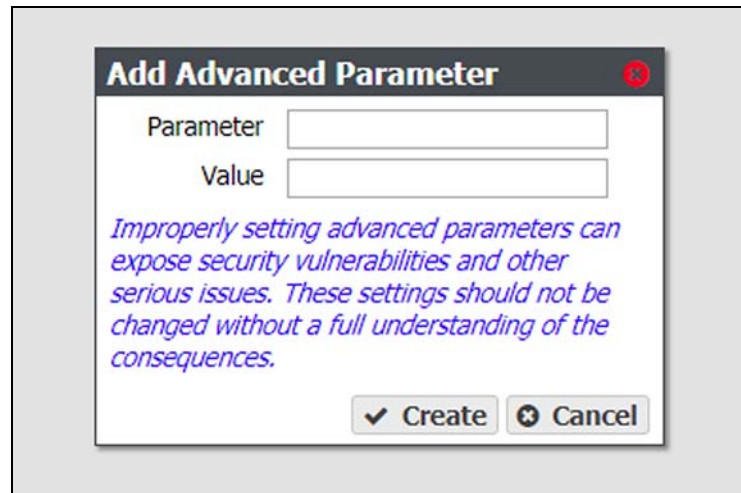 Add Advanced Parameter
Parameter
Value
Improperly setting advanced parameters can
expose security vulnerabilities and other
serious issues. These settings should not be
changed without a full understanding of the
consequences.
Create Cancel